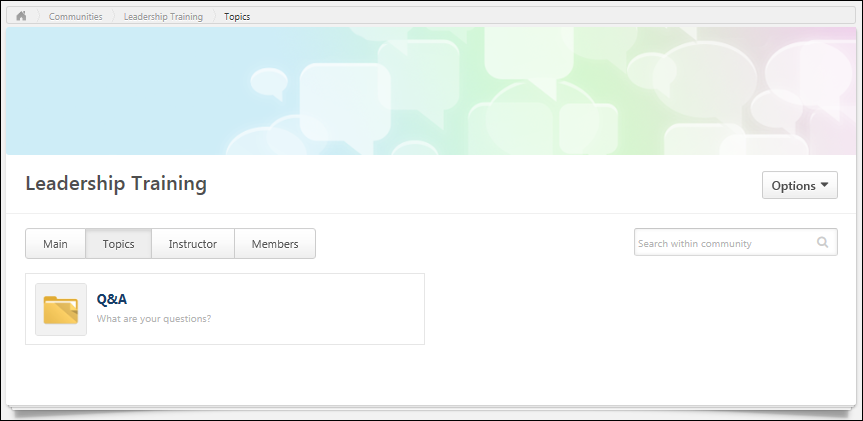 Communities Leadership Training Topics
Leadership Training
Options
Main Topics Instructor Members
Search within community
Q&A
What are your questions?